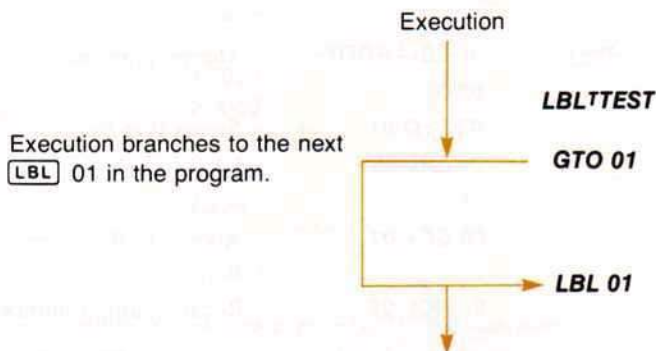 Execution
LBLᵀTEST
Execution branches to the next
GTO 01
LBL 01 in the program.
LBL 01